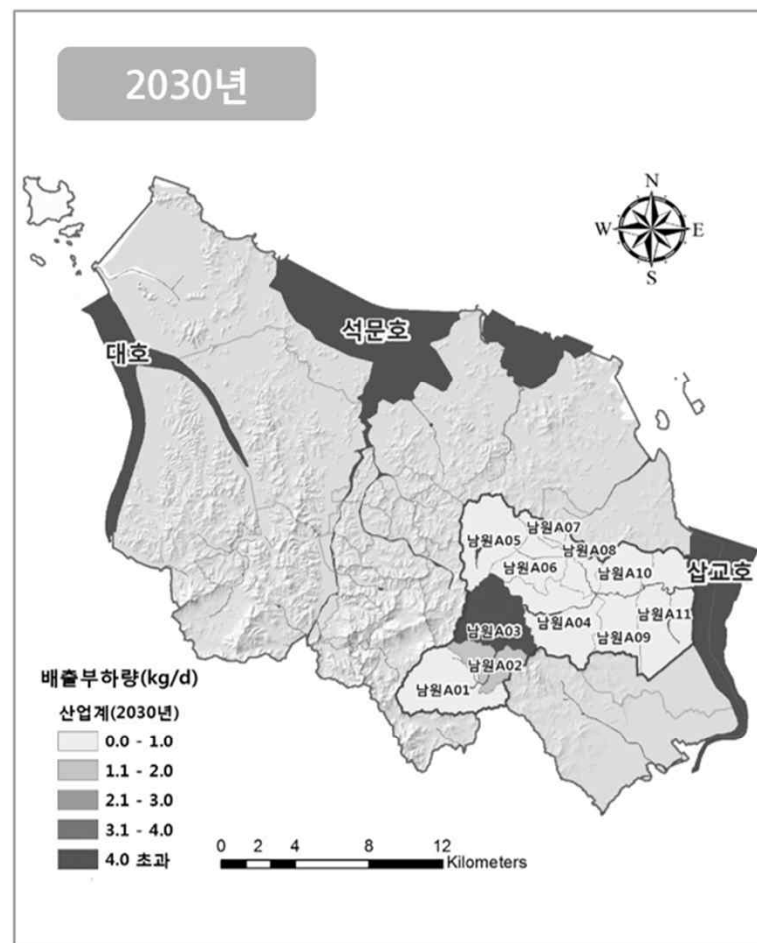 2030년
N
W
E
S
석문호
대호
남원A07
남원A05
남원A08
삽교호
남원A06
남원A10
남원A11
남원A04
남원A03
남원A09
남원A02
남원A01
배출부하량(kg/d)
산업계(2030년)
0.0 - 1.0
1.1 - 2.0
2.1 - 3.0
3.1 - 4.0
4.0 초과
0 2 4 8 12
Kilometers